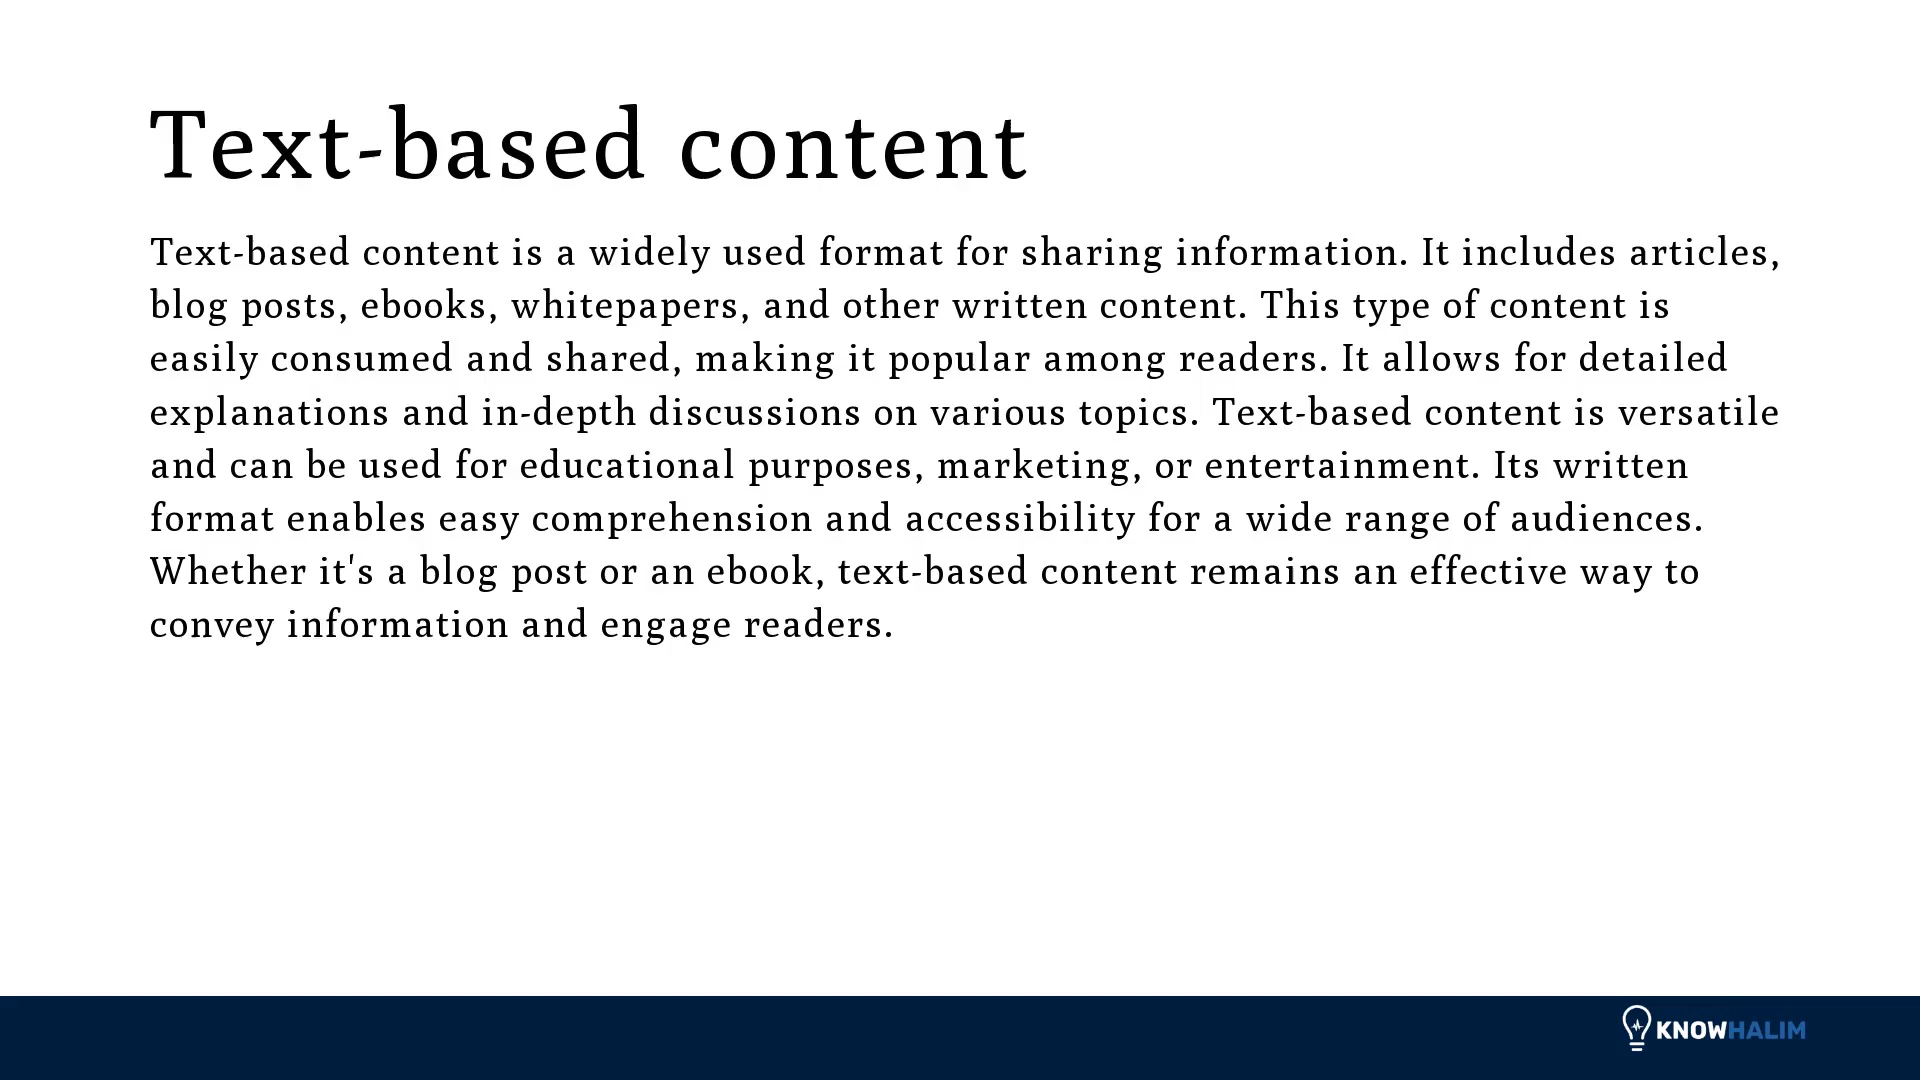 Text-based content
Text-based content is a widely used format for sharing information. It includes articles,
blog posts, ebooks, whitepapers, and other written content. This type of content is
easily consumed and shared, making it popular among readers. It allows for detailed
explanations and in-depth discussions on various topics. Text-based content is versatile
and can be used for educational purposes, marketing, or entertainment. Its written
format enables easy comprehension and accessibility for a wide range of audiences.
Whether it's a blog post or an ebook, text-based content remains an effective way to
convey information and engage readers.
KNOWHALIM